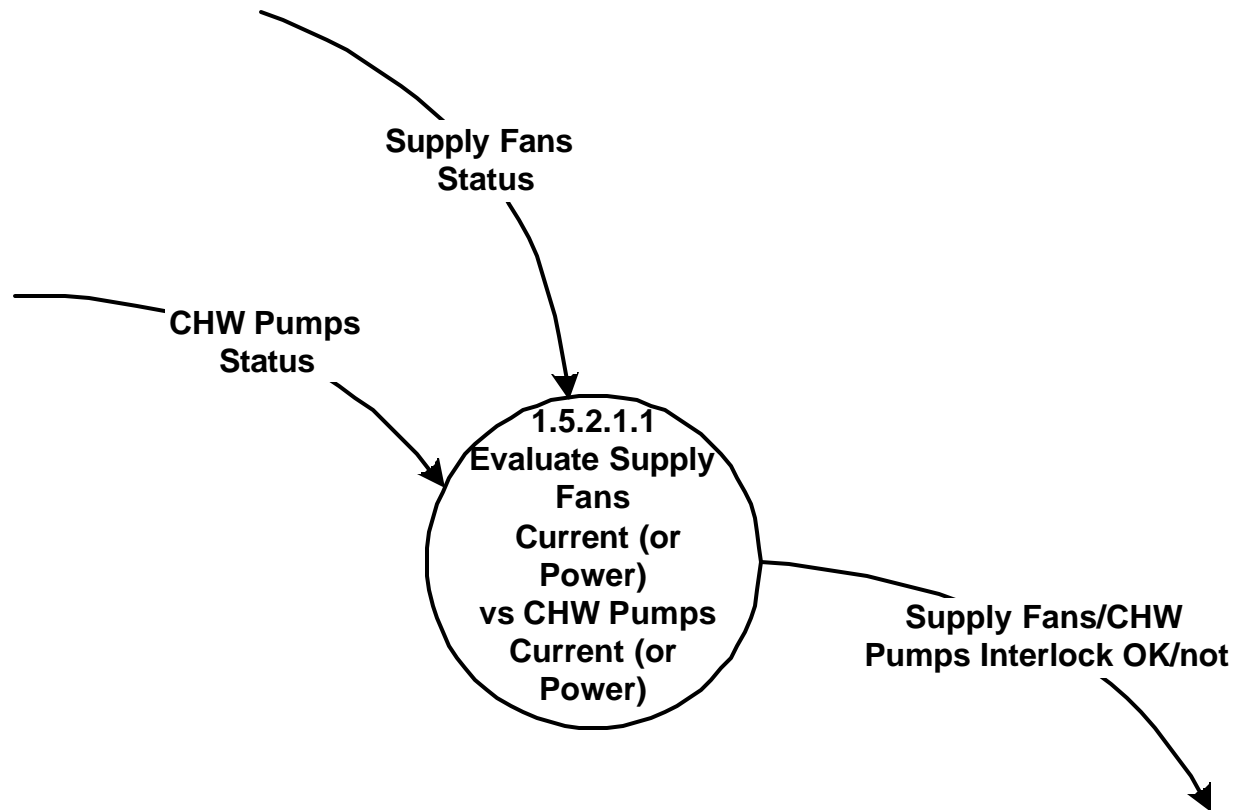 Supply Fans
Status
CHW Pumps
Status
1.5.2.1.1
Evaluate Supply
Fans
Current (or
Power)
vs CHW Pumps
Current (or
Power)
Supply Fans/CHW
Pumps Interlock OK/not